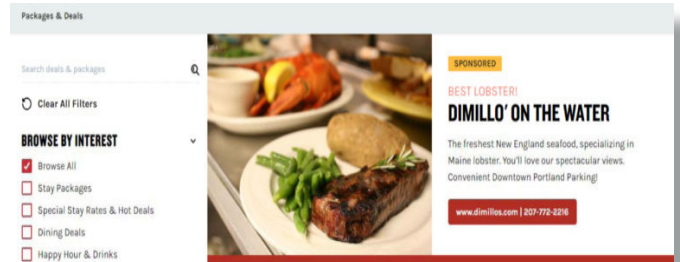 Packages & Deals
Search deals & packages
Clear All Filters
BROWSE BY INTEREST
Browse All
Stay Packages
Special Stay Rates & Hot Deals
Dining Deals
Happy Hour & Drinks
SPONSORED
BEST LOBSTER!
DIMILLO' ON THE WATER
The freshest New England seafood, specializing in
Maine lobster. You'll love our spectacular views.
Convenient Downtown Portland Parking!
www.dimillos.com | 207-772-2216